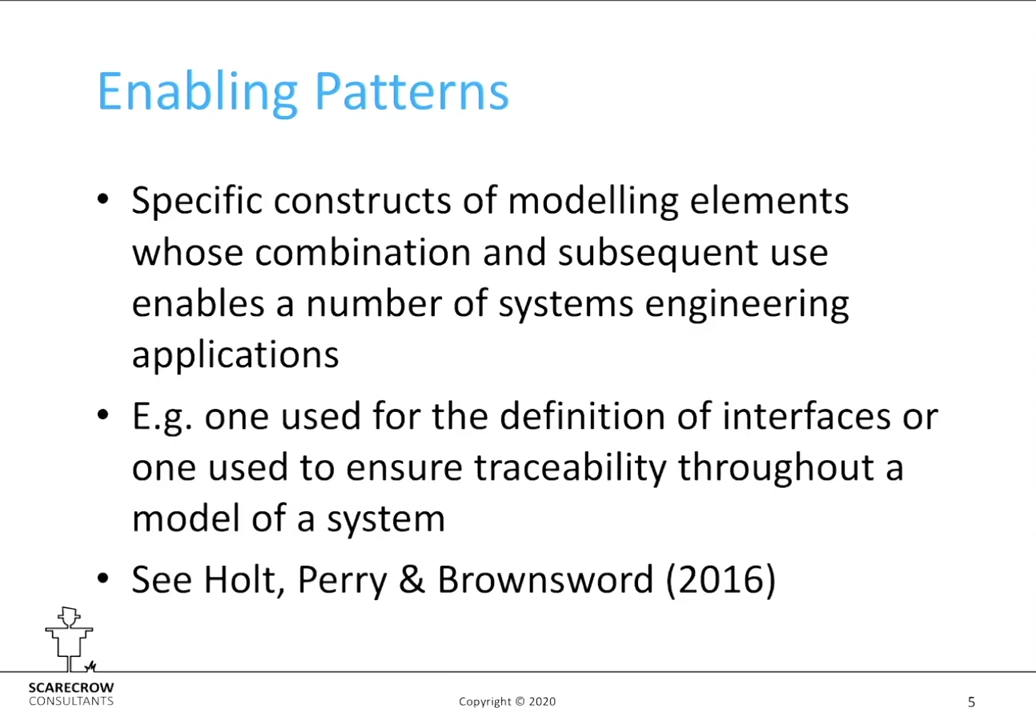 Enabling Patterns
• Specific constructs of modelling elements
whose combination and subsequent use
enables a number of systems engineering
applications
• E.g. one used for the definition of interfaces or
one used to ensure traceability throughout a
model of a system
• See Holt, Perry & Brownsword (2016)
SCARECROW
CONSULTANTS
Copyright © 2020
5